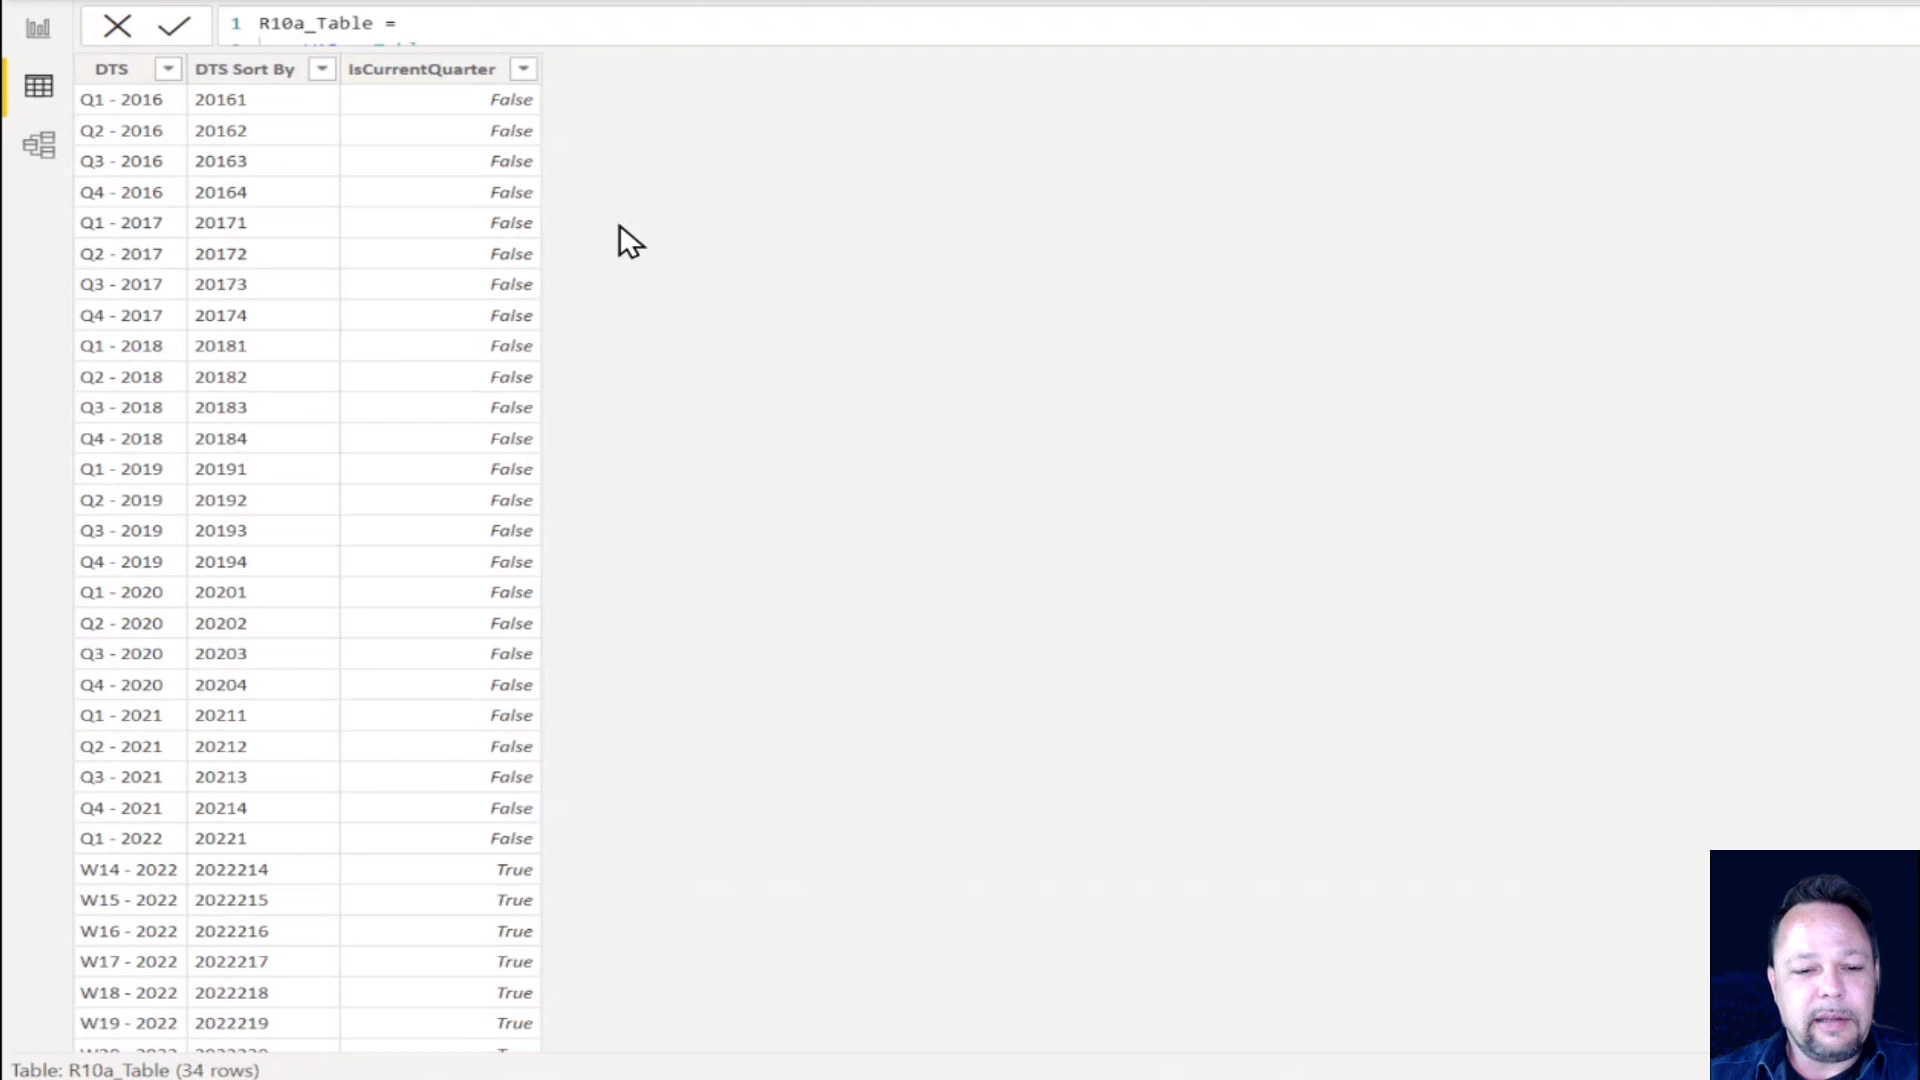 1 R10a_Table =
DTS DTS Sort By IsCurrentQuarter
Q1 - 2016 20161 False
Q2 - 2016 20162 False
Q3 - 2016 20163 False
Q4 - 2016 20164 False
Q1 - 2017 20171 False
Q2 - 2017 20172 False
Q3 - 2017 20173 False
Q4 - 2017 20174 False
Q1 - 2018 20181 False
Q2 - 2018 20182 False
Q3 - 2018 20183 False
Q4 - 2018 20184 False
Q1 - 2019 20191 False
Q2 - 2019 20192 False
Q3 - 2019 20193 False
Q4 - 2019 20194 False
Q1 - 2020 20201 False
Q2 - 2020 20202 False
Q3 - 2020 20203 False
Q4 - 2020 20204 False
Q1 - 2021 20211 False
Q2 - 2021 20212 False
Q3 - 2021 20213 False
Q4 - 2021 20214 False
Q1 - 2022 20221 False
W14 - 2022 2022214 True
W15 - 2022 2022215 True
W16 - 2022 2022216 True
W17 - 2022 2022217 True
W18 - 2022 2022218 True
W19 - 2022 2022219 True
Table: R10a_Table (34 rows)